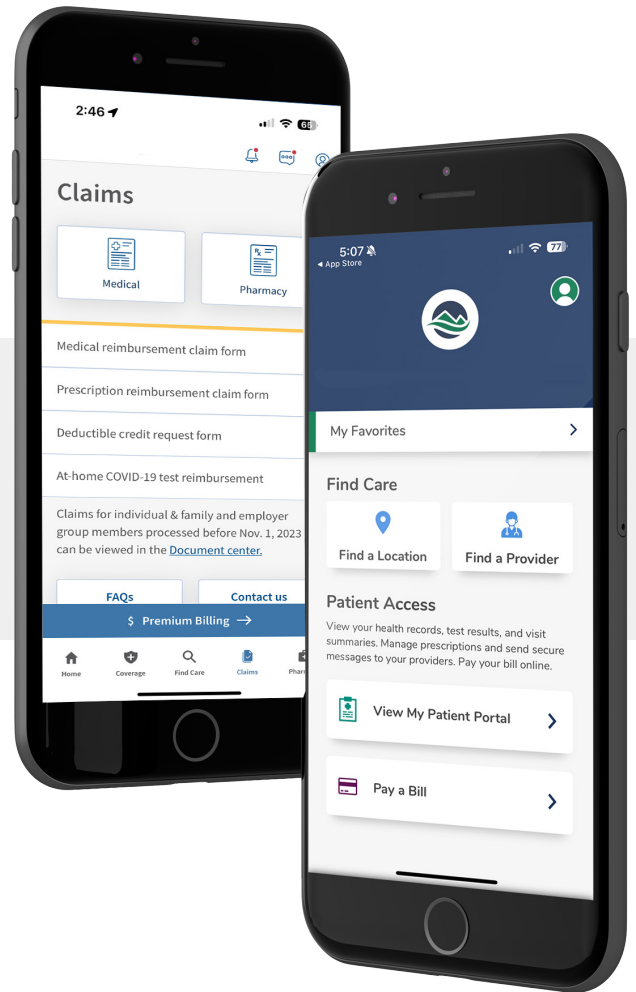 2:46
65
Claims
Medical
Pharmacy
Medical reimbursement claim form
Prescription reimbursement claim form
Deductible credit request form
At-home COVID-19 test reimbursement
Claims for individual & family and employer
group members processed before Nov. 1, 2023
can be viewed in the Document center.
FAQs
Contact us
$ Premium Billing →
Home
Coverage
Find Care
Claims
5:07
77
◂ App Store
My Favorites
Find Care
Find a Location
Find a Provider
Patient Access
View your health records, test results, and visit
summaries. Manage prescriptions and send secure
messages to your providers. Pay your bill online.
View My Patient Portal
Pay a Bill